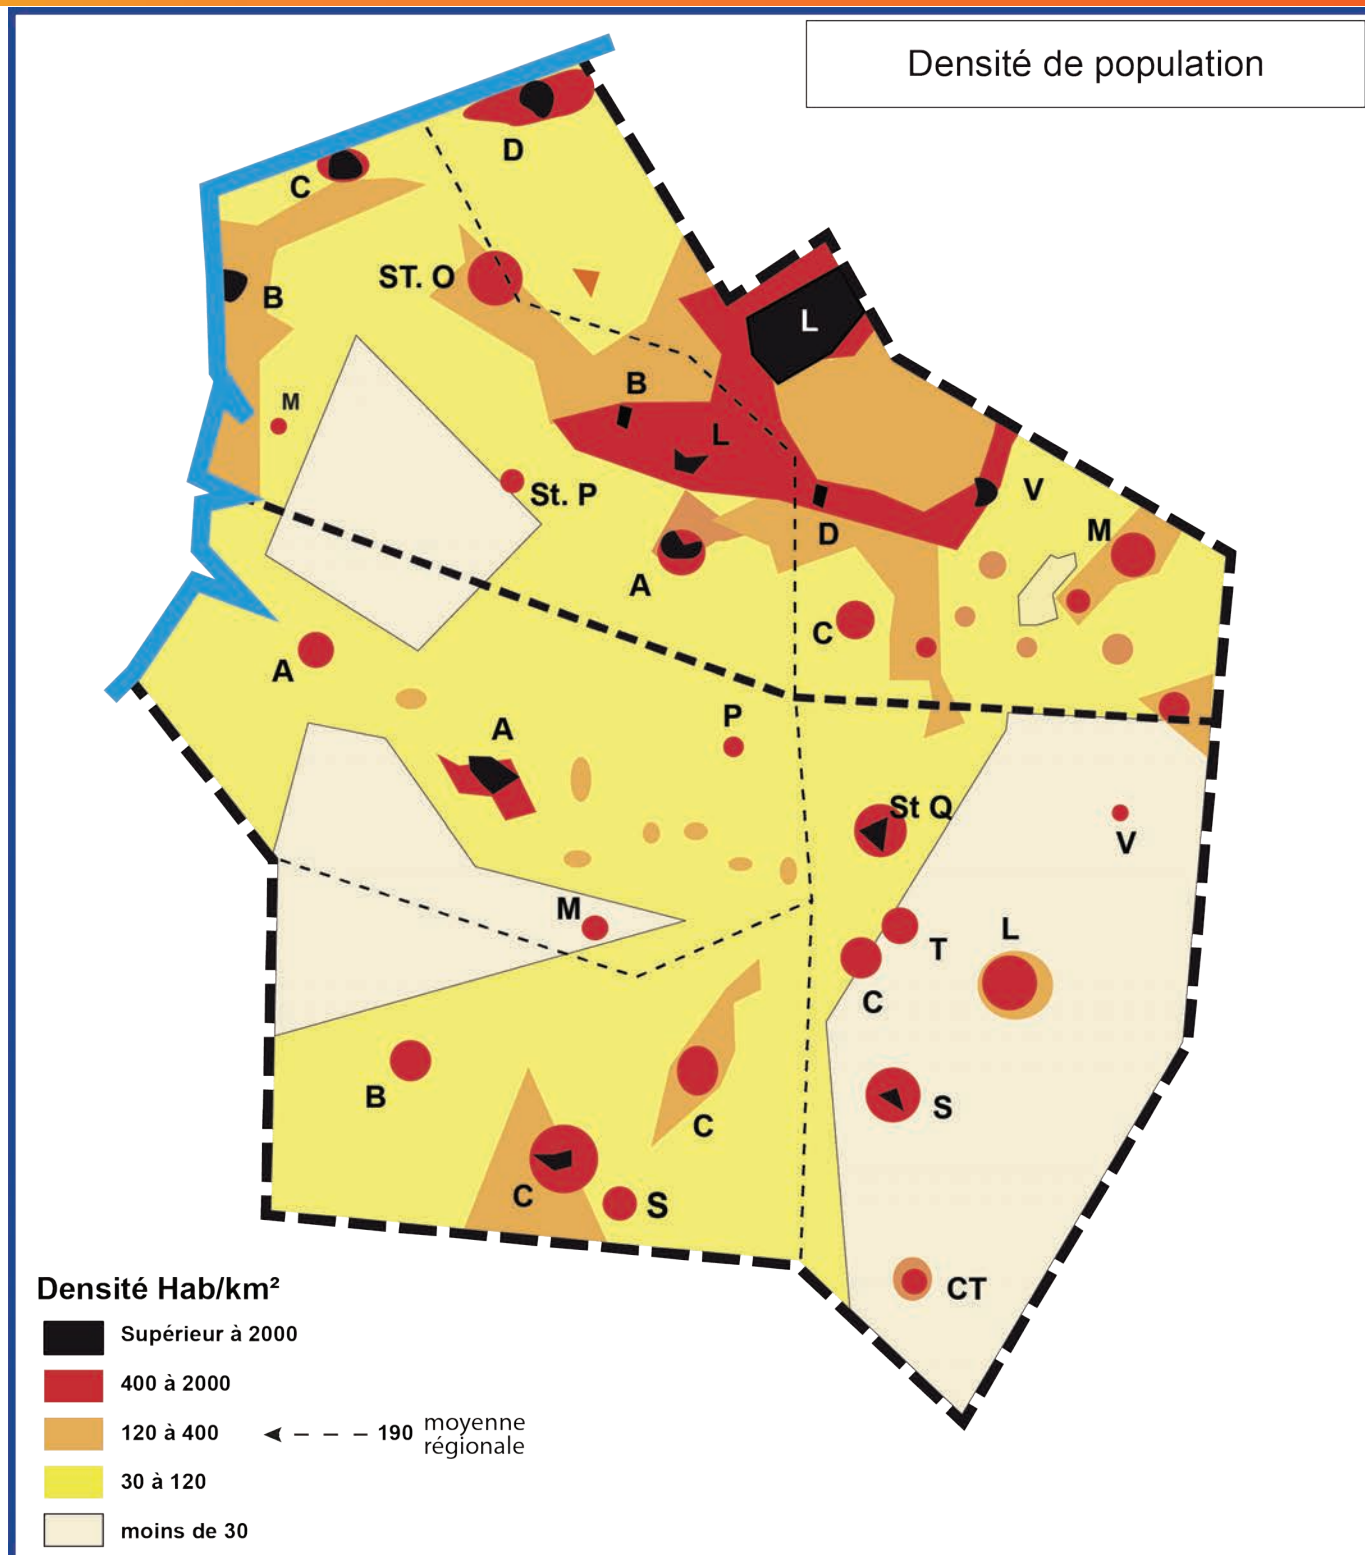 Densité de population
D
C
ST. O
B
L
M
B
L
St. P
V
M
D
A
C
A
P
A
St Q
V
M
L
T
C
B
S
C
C
S
CT
Densité Hab/km²
Supérieur à 2000
400 à 2000
120 à 400
190 moyenne régionale
30 à 120
moins de 30